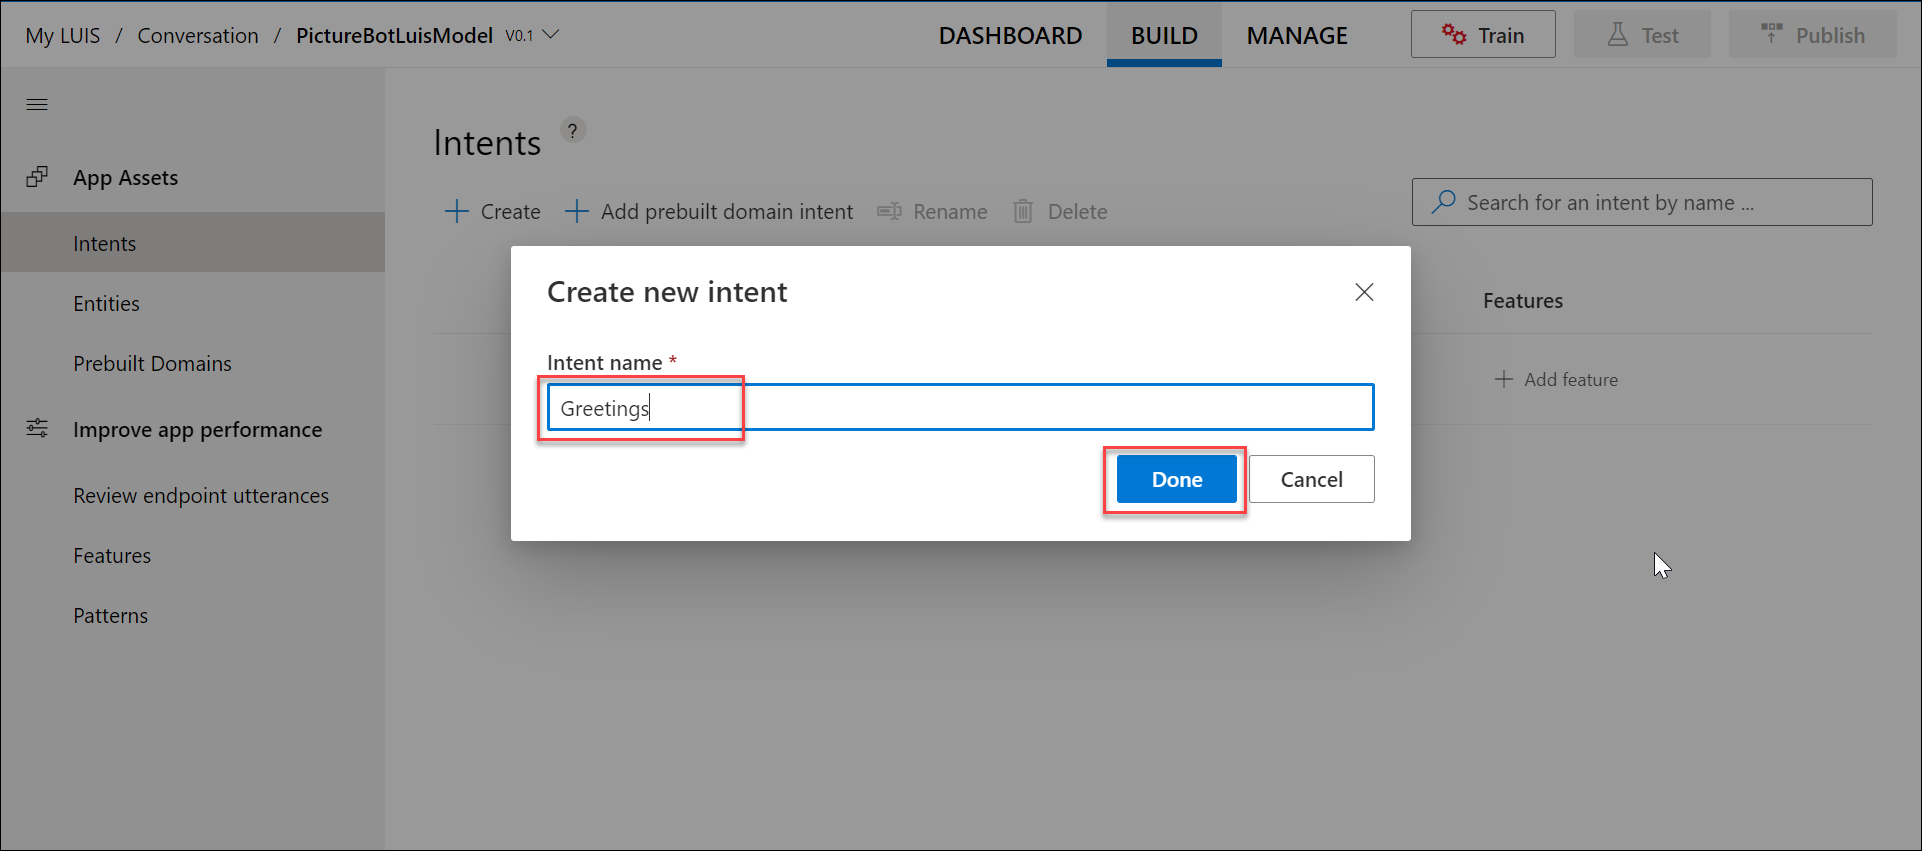 My LUIS / Conversation / PictureBotLuisModel V0.1
DASHBOARD
BUILD
MANAGE
Train
Test
Publish
App Assets
Intents
Entities
Prebuilt Domains
Improve app performance
Review endpoint utterances
Features
Patterns
Intents ?
Create
Add prebuilt domain intent
Rename
Delete
Search for an intent by name ...
Features
Add feature
Create new intent
Intent name *
Greetings
Done
Cancel